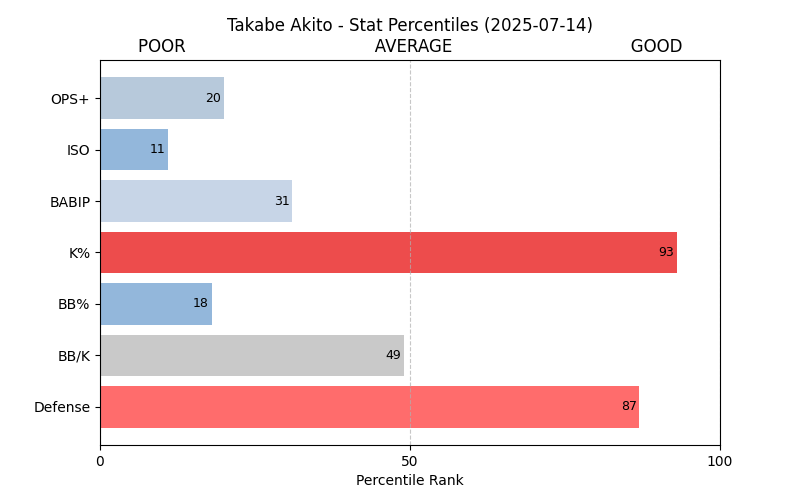 Takabe Akito - Stat Percentiles (2025-07-14)
POOR AVERAGE GOOD
OPS+ 20
ISO 11
BABIP 31
K% 93
BB% 18
BB/K 49
Defense 87
0 50 100
Percentile Rank